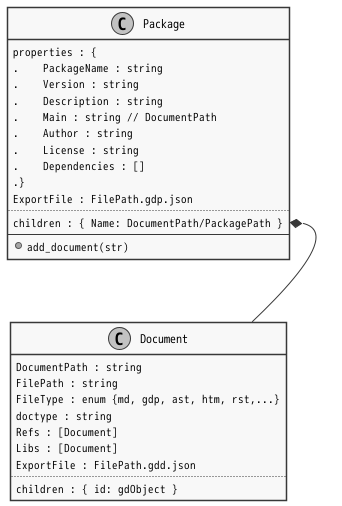 C Package
properties : {
.    PackageName : string
.    Version : string
.    Description : string
.    Main : string // DocumentPath
.    Author : string
.    License : string
.    Dependencies : []
.}
ExportFile : FilePath.gdp.json
children : { Name: DocumentPath/PackagePath }
add_document(str)
C Document
DocumentPath : string
FilePath : string
FileType : enum {md, gdp, ast, htm, rst,...}
doctype : string
Refs : [Document]
Libs : [Document]
ExportFile : FilePath.gdd.json
children : { id: gdObject }